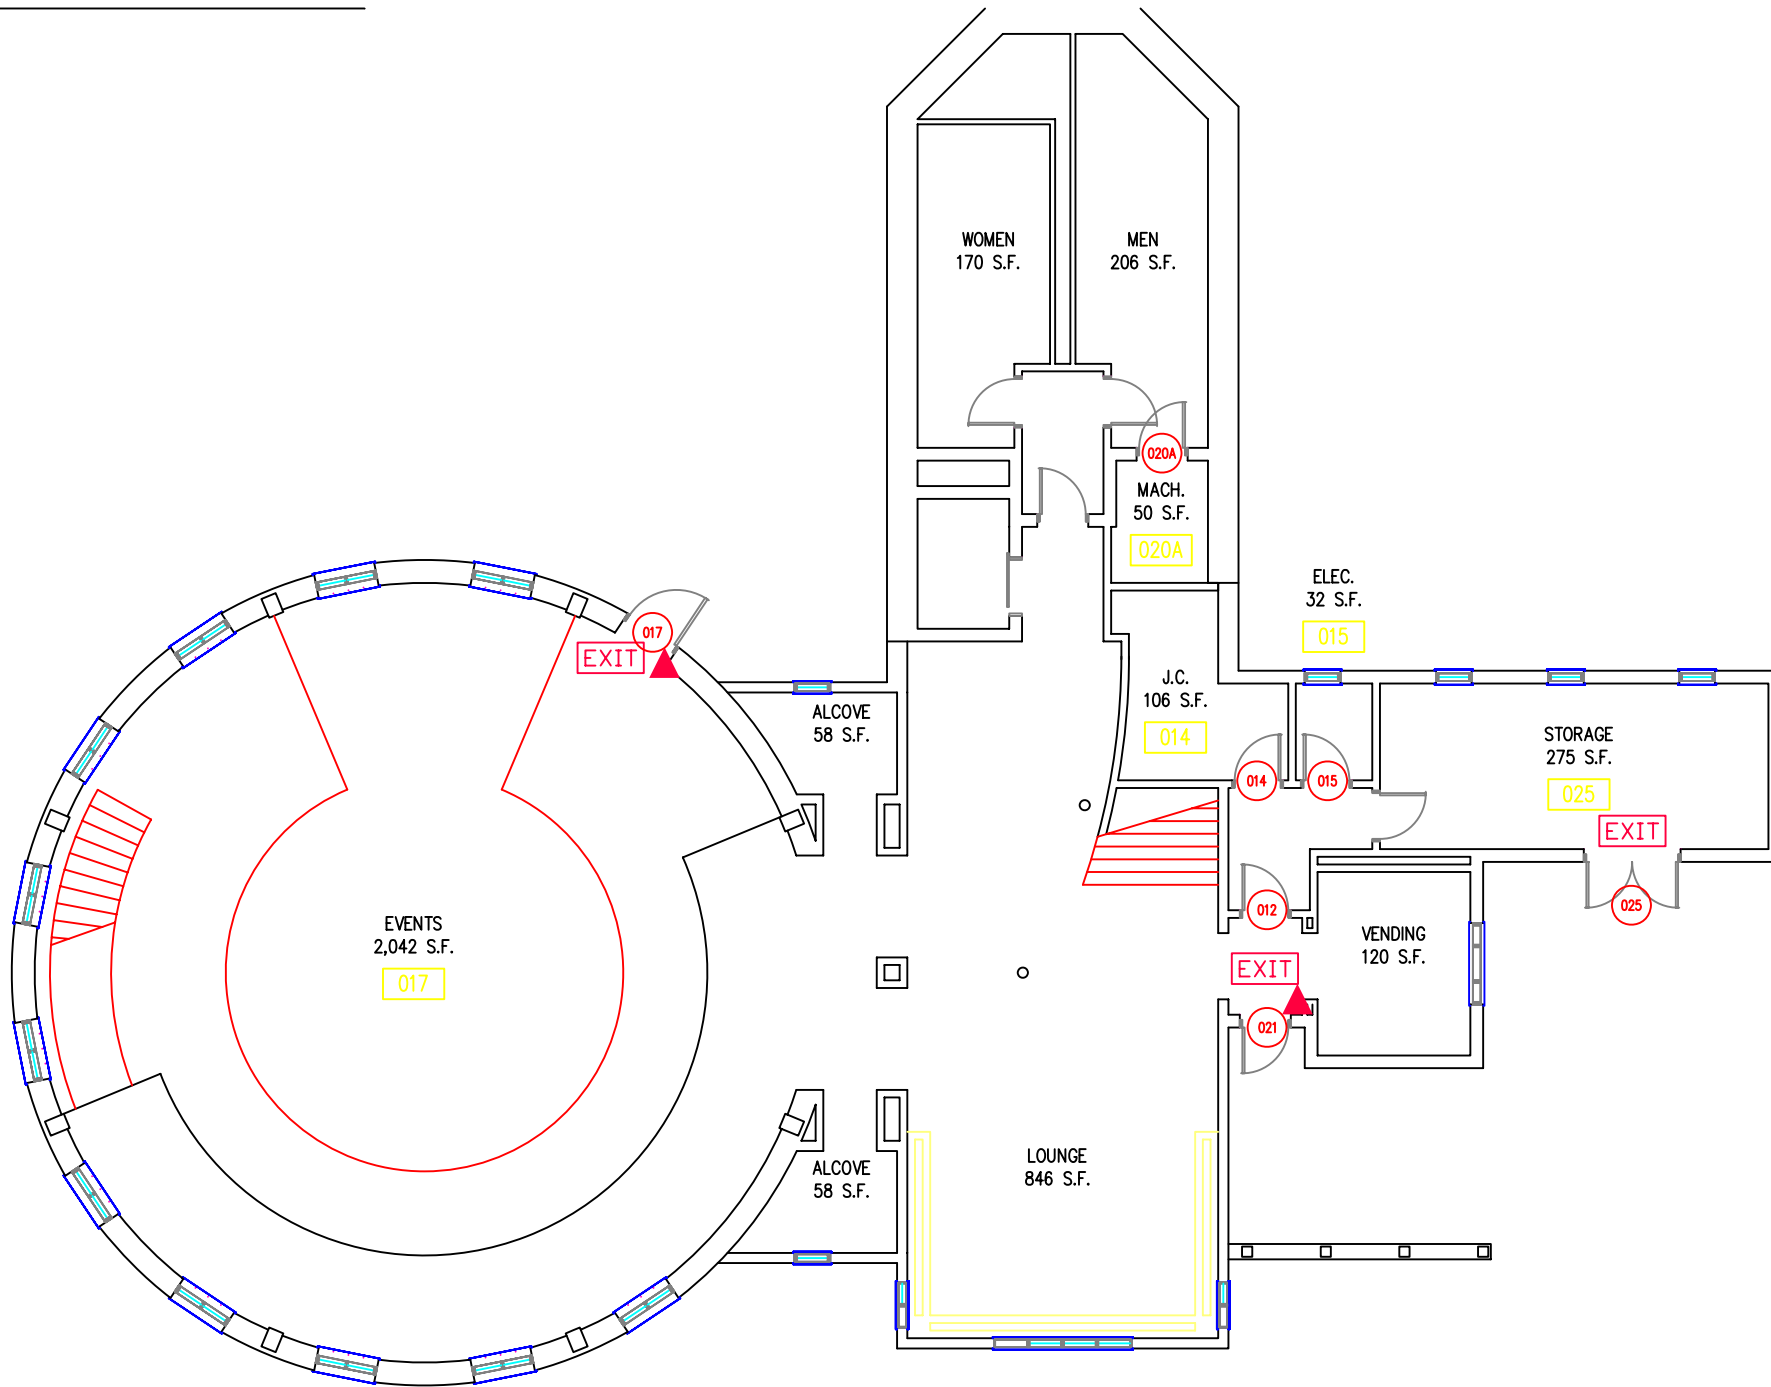 WOMEN
170 S.F.
MEN
206 S.F.
020A
MACH.
50 S.F.
020A
ELEC.
32 S.F.
015
017
EXIT
J.C.
106 S.F.
014
ALCOVE
58 S.F.
STORAGE
275 S.F.
025
EXIT
014
015
025
012
EVENTS
2,042 S.F.
017
VENDING
120 S.F.
EXIT
021
LOUNGE
846 S.F.
ALCOVE
58 S.F.